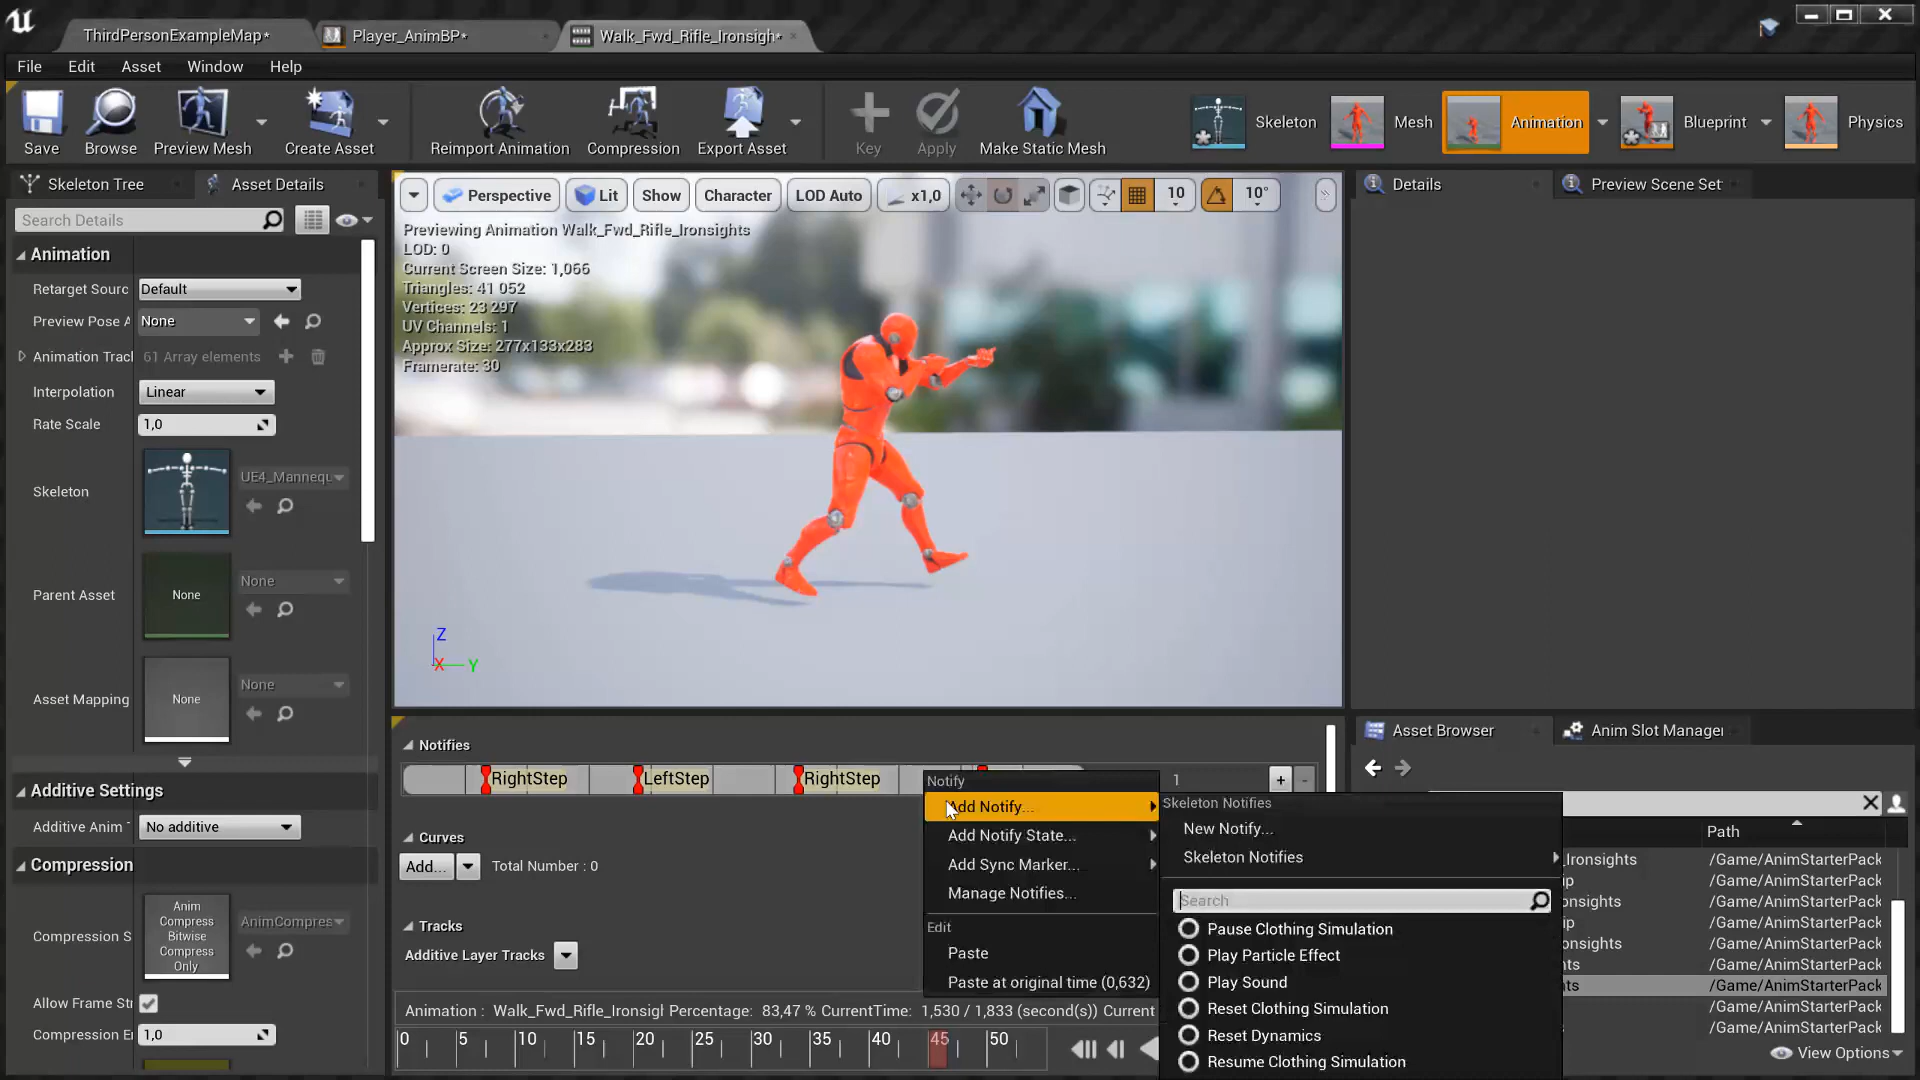 ThirdPersonExampleMap*
Player_AnimBP*
Walk_Fwd_Rifle_Ironsigh*
File Edit Asset Window Help
Save
Browse
Preview Mesh
Create Asset
Reimport Animation
Compression
Export Asset
Key
Apply
Make Static Mesh
Skeleton
Mesh
Animation
Blueprint
Physics
Skeleton Tree
Asset Details
Search Details
Animation
Retarget Sourc Default
Preview Pose A None
Animation Track 61 Array elements
Interpolation Linear
Rate Scale 1,0
Skeleton UE4_Mannequ
Parent Asset None None
Asset Mapping None None
Additive Settings
Additive Anim No additive
Compression
Compression S Anim Compress Bitwise Compress Only AnimCompres
Allow Frame Str
Compression Er 1,0
Perspective Lit Show Character LOD Auto x1,0 10 10°
Previewing Animation Walk_Fwd_Rifle_Ironsights
LOD: 0
Current Screen Size: 1,066
Triangles: 41 052
Vertices: 23 297
UV Channels: 1
Approx Size: 277x133x283
Framerate: 30
Z
X
Y
Notifies
RightStep LeftStep RightStep 1
Curves
Add... Total Number : 0
Tracks
Additive Layer Tracks
Notify
Add Notify...
Add Notify State...
Add Sync Marker...
Manage Notifies...
Edit
Paste
Paste at original time (0,632)
Skeleton Notifies
New Notify...
Skeleton Notifies
Search
Pause Clothing Simulation
Play Particle Effect
Play Sound
Reset Clothing Simulation
Reset Dynamics
Resume Clothing Simulation
Animation : Walk_Fwd_Rifle_Ironsigl Percentage: 83,47 % CurrentTime: 1,530 / 1,833 (second(s)) Current
0 5 10 15 20 25 30 35 40 45 50
Details
Preview Scene Set
Asset Browser
Anim Slot Manager
Path
_Ironsights /Game/AnimStarterPack
ip /Game/AnimStarterPack
onsights /Game/AnimStarterPack
ip /Game/AnimStarterPack
onsights /Game/AnimStarterPack
ts /Game/AnimStarterPack
ts /Game/AnimStarterPack
/Game/AnimStarterPack
s /Game/AnimStarterPack
View Options